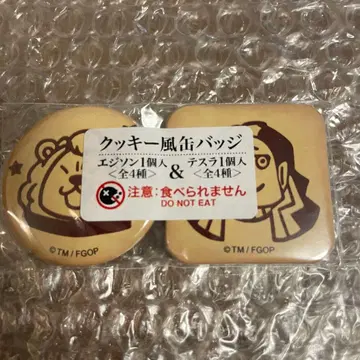 クッキー風缶バッジ
エジソン1個入 & テスラ1個入
<全4種> <全4種>
注意:食べられません
DO NOT EAT
©TM / FGOP ©TM / FGOP